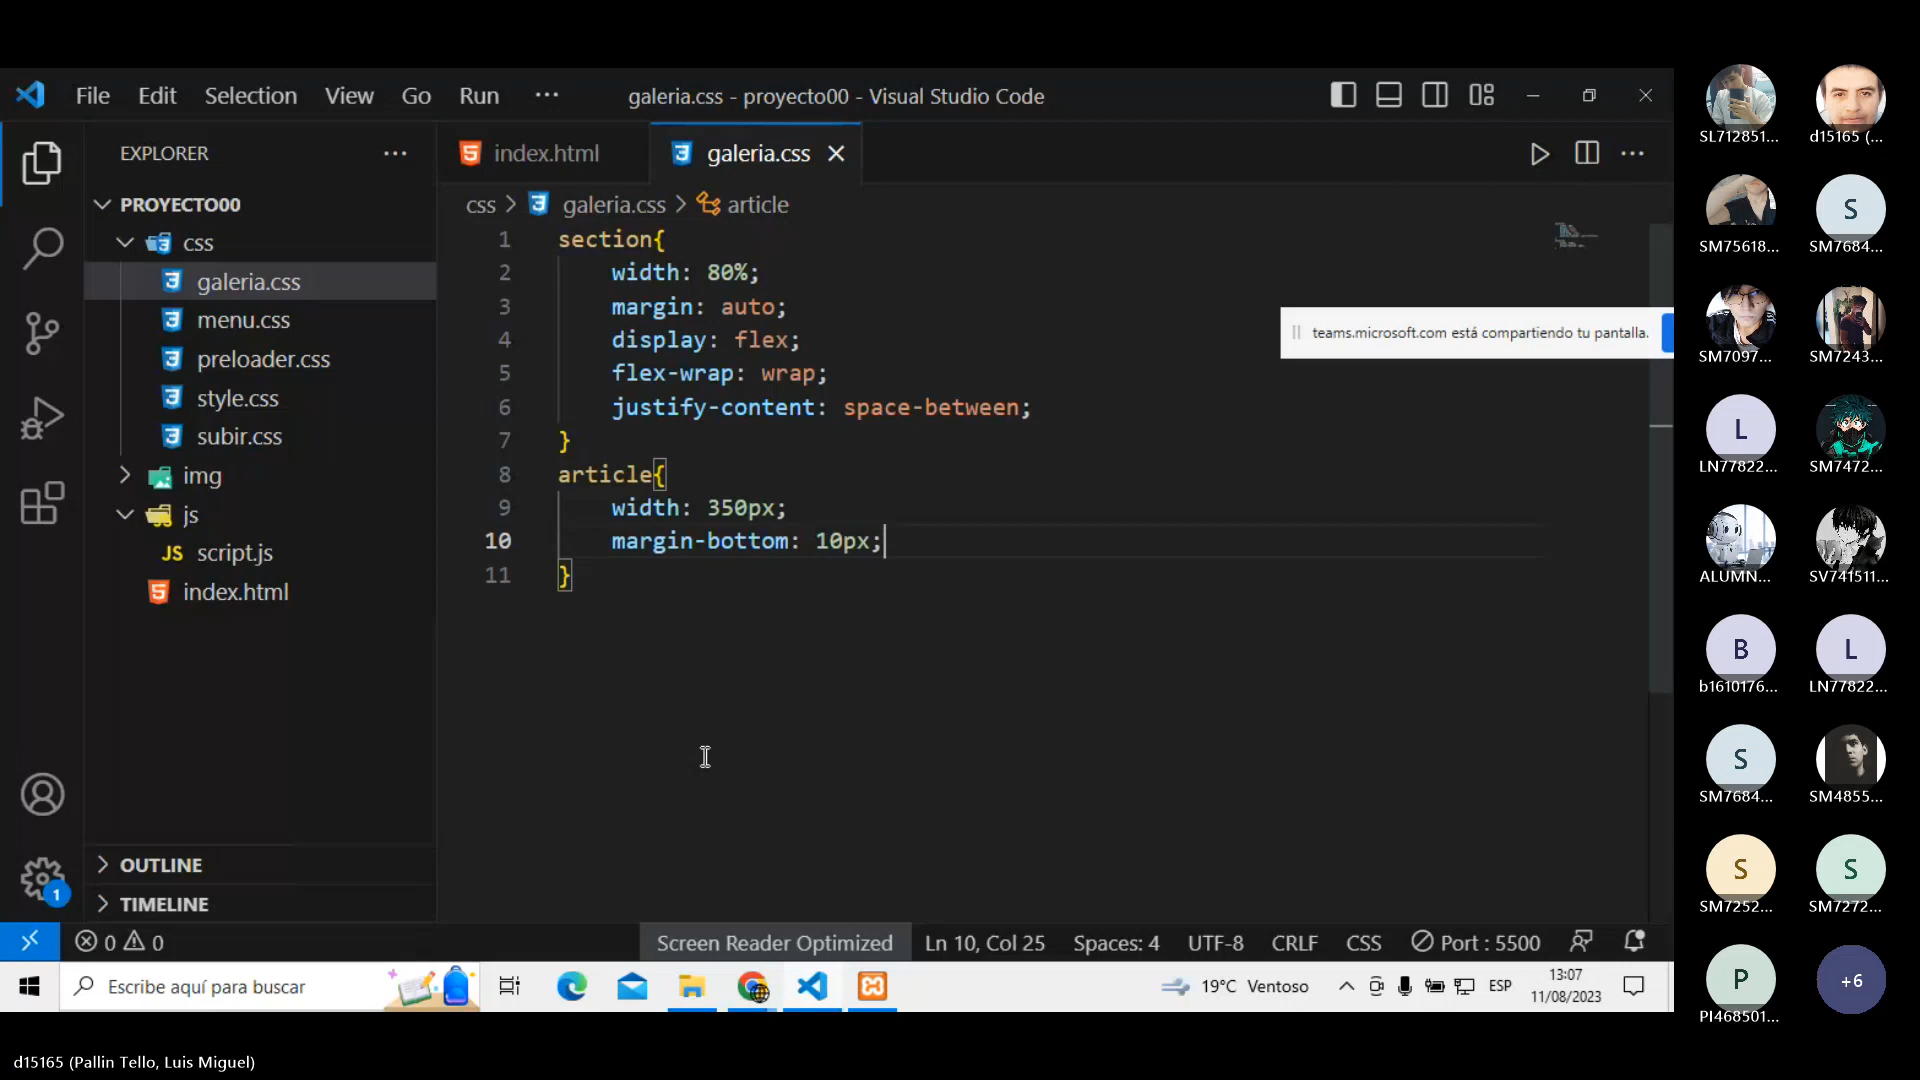 File Edit Selection View Go Run ··· galeria.css - proyecto00 - Visual Studio Code
EXPLORER ···
PROYECTO00
css
galeria.css
menu.css
preloader.css
style.css
subir.css
img
js
JS script.js
index.html
OUTLINE
TIMELINE
index.html galeria.css
css > galeria.css > article
1 section{
2 width: 80%;
3 margin: auto;
4 display: flex;
5 flex-wrap: wrap;
6 justify-content: space-between;
7 }
8 article{
9 width: 350px;
10 margin-bottom: 10px;
11 }
teams.microsoft.com está compartiendo tu pantalla.
1
0 0 Screen Reader Optimized Ln 10, Col 25 Spaces: 4 UTF-8 CRLF CSS Port : 5500
Escribe aquí para buscar 19°C Ventoso ESP 13:07
11/08/2023
SL712851... d15165 (...
S
SM75618... SM7684...
SM7097... SM7243...
L
LN77822... SM7472...
ALUMN... SV741511...
B L
b1610176... LN77822...
S
SM7684... SM4855...
S S
SM7252... SM7272...
P +6
PI468501...
d15165 (Pallin Tello, Luis Miguel)